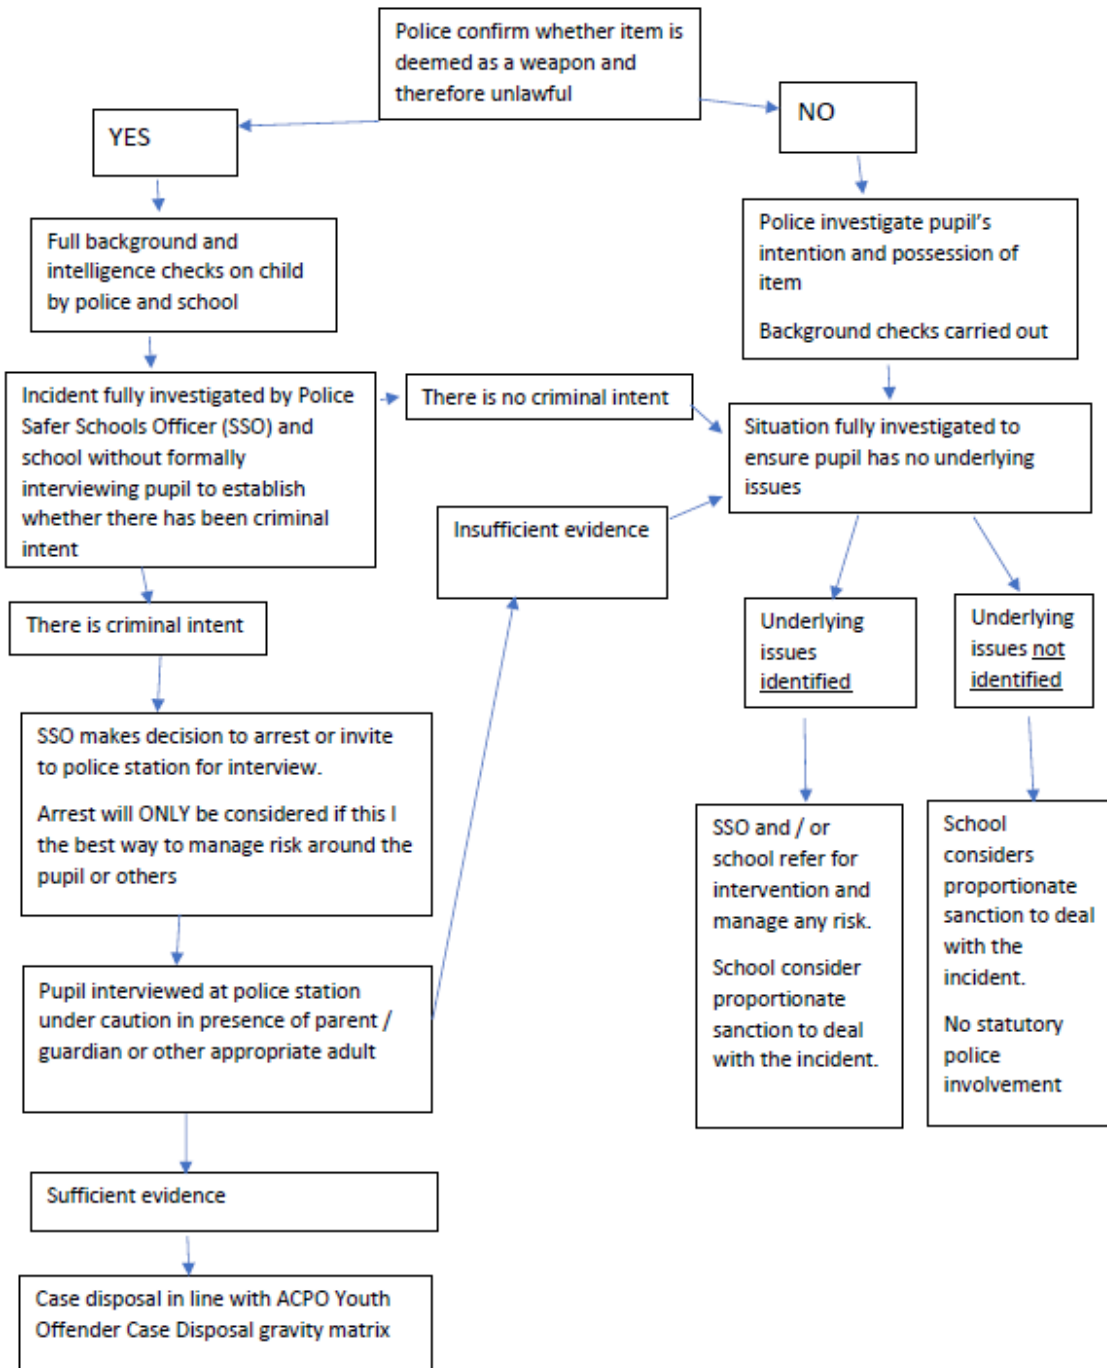 Police confirm whether item is
deemed as a weapon and
therefore unlawful
YES
NO
Full background and
intelligence checks on child
by police and school
Police investigate pupil's
intention and possession of
item
Background checks carried out
Incident fully investigated by Police
Safer Schools Officer (SSO) and
school without formally
interviewing pupil to establish
whether there has been criminal
intent
There is no criminal intent
Situation fully investigated to
ensure pupil has no underlying
issues
Insufficient evidence
There is criminal intent
Underlying
issues
identified
Underlying
issues not
identified
SSO makes decision to arrest or invite
to police station for interview.
Arrest will ONLY be considered if this I
the best way to manage risk around the
pupil or others
SSO and / or
school refer for
intervention and
manage any risk.
School consider
proportionate
sanction to deal
with the incident.
School
considers
proportionate
sanction to deal
with the
incident.
No statutory
police
involvement
Pupil interviewed at police station
under caution in presence of parent /
guardian or other appropriate adult
Sufficient evidence
Case disposal in line with ACPO Youth
Offender Case Disposal gravity matrix